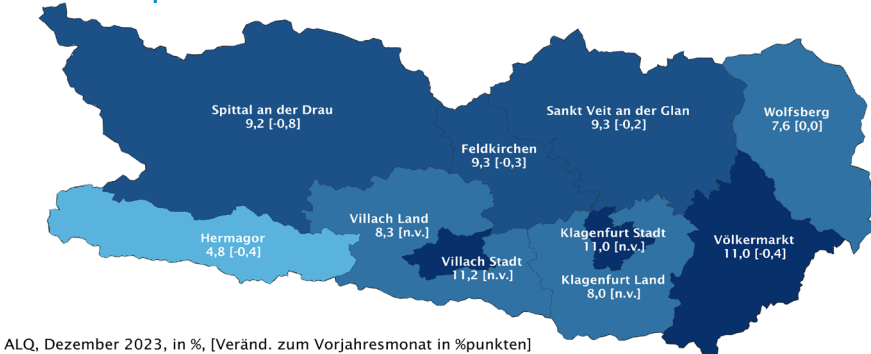 Spittal an der Drau
9,2 [-0,8]
Sankt Veit an der Glan
9,3 [-0,2]
Wolfsberg
7,6 [0,0]
Feldkirchen
9,3 [-0,3]
Villach Land
8,3 [n.v.]
Hermagor
4,8 [-0,4]
Villach Stadt
11,2 [n.v.]
Klagenfurt Stadt
11,0 [n.v.]
Klagenfurt Land
8,0 [n.v.]
Völkermarkt
11,0 [-0,4]
ALQ, Dezember 2023, in %, [Veränd. zum Vorjahresmonat in %punkten]